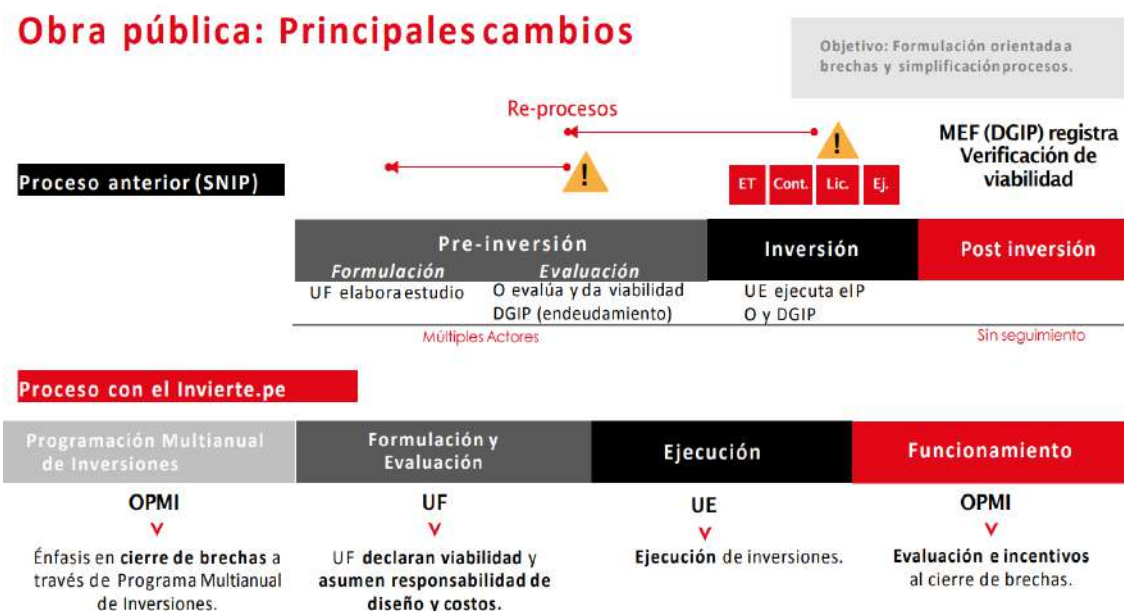 Obra pública: Principales cambios
Objetivo: Formulación orientada a
brechas y simplificación procesos.
Re-procesos
!
!
MEF (DGIP) registra
Verificación de
viabilidad
Proceso anterior (SNIP)
ET Cont. Lic. Ej.
Pre-inversión
Inversión
Post inversión
Formulación
Evaluación
UF elabora estudio
O evalúa y da viabilidad
DGIP (endeudamiento)
UE ejecuta elP
O y DGIP
Múltiples Actores
Sin seguimiento
Proceso con el Invierte.pe
Programación Multianual
de Inversiones
Formulación y
Evaluación
Ejecución
Funcionamiento
OPMI
UF
UE
OPMI
Énfasis en cierre de brechas a
través de Programa Multianual
de Inversiones.
UF declaran viabilidad y
asumen responsabilidad de
diseño y costos.
Ejecución de inversiones.
Evaluación e incentivos
al cierre de brechas.